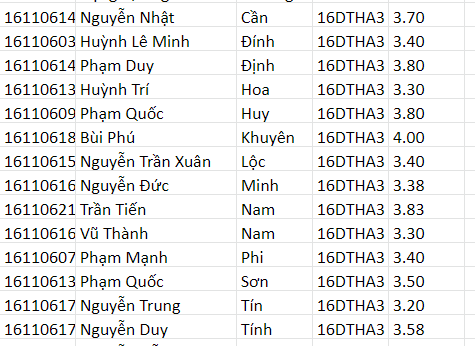 16110614 Nguyễn Nhật Cần 16DTHA3 3.70
16110603 Huỳnh Lê Minh Đính 16DTHA3 3.40
16110614 Phạm Duy Định 16DTHA3 3.80
16110613 Huỳnh Trí Hoa 16DTHA3 3.30
16110609 Phạm Quốc Huy 16DTHA3 3.80
16110618 Bùi Phú Khuyên 16DTHA3 4.00
16110615 Nguyễn Trần Xuân Lộc 16DTHA3 3.40
16110616 Nguyễn Đức Minh 16DTHA3 3.38
16110621 Trần Tiến Nam 16DTHA3 3.83
16110616 Vũ Thành Nam 16DTHA3 3.30
16110607 Phạm Mạnh Phi 16DTHA3 3.40
16110613 Phạm Quốc Sơn 16DTHA3 3.50
16110617 Nguyễn Trung Tín 16DTHA3 3.20
16110617 Nguyễn Duy Tính 16DTHA3 3.58